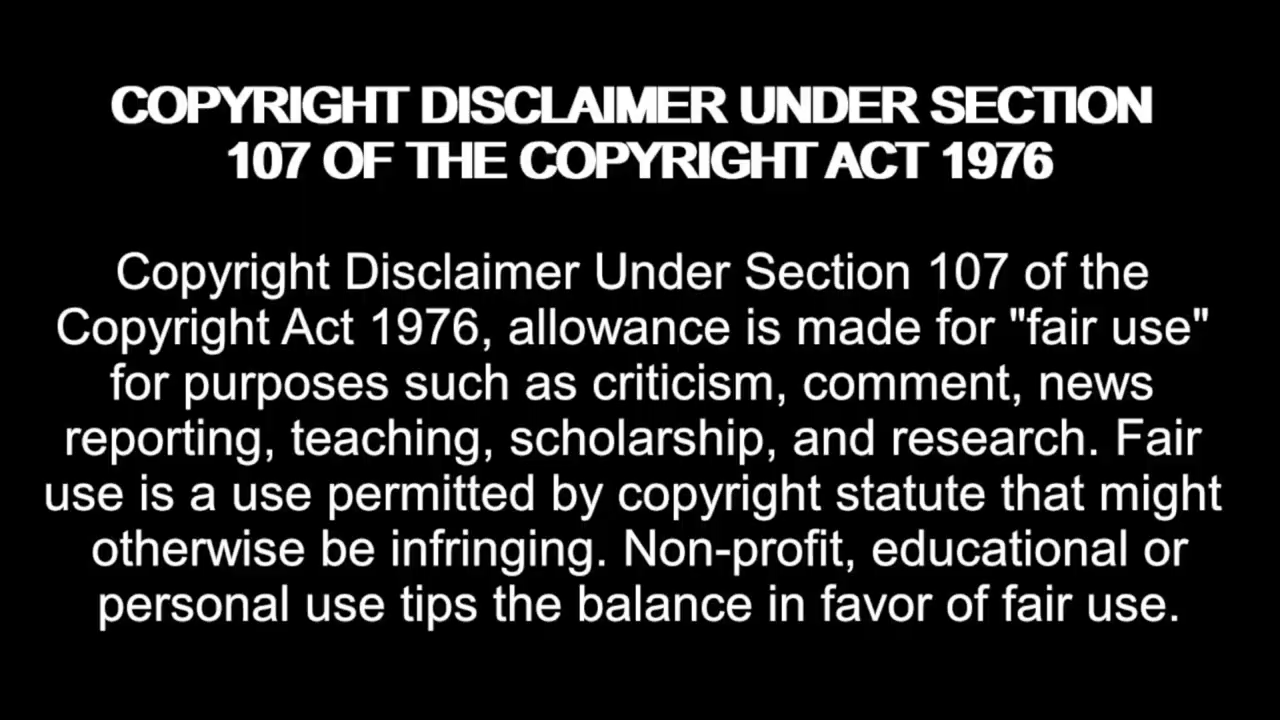 COPYRIGHT DISCLAIMER UNDER SECTION
107 OF THE COPYRIGHT ACT 1976
Copyright Disclaimer Under Section 107 of the
Copyright Act 1976, allowance is made for "fair use"
for purposes such as criticism, comment, news
reporting, teaching, scholarship, and research. Fair
use is a use permitted by copyright statute that might
otherwise be infringing. Non-profit, educational or
personal use tips the balance in favor of fair use.